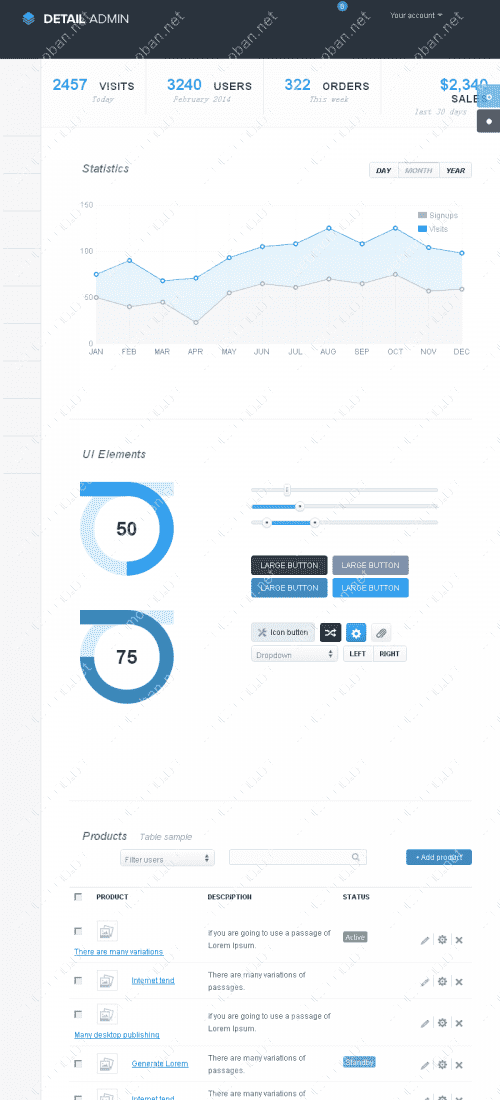 DETAIL ADMIN
8
Your account
2457 VISITS
Today
3240 USERS
February 2014
322 ORDERS
This week
$2,340
SALES
last 30 days
Statistics
DAY MONTH YEAR
150
100
50
0
Signups
Visits
JAN FEB MAR APR MAY JUN JUL AUG SEP OCT NOV DEC
UI Elements
50
LARGE BUTTON LARGE BUTTON
LARGE BUTTON LARGE BUTTON
75
Icon button
Dropdown
LEFT RIGHT
Products Table sample
Filter users
+ Add product
PRODUCT DESCRIPTION STATUS
There are many variations
if you are going to use a passage of
Lorem Ipsum.
Active
Internet tend
There are many variations of
passages.
Many desktop publishing
if you are going to use a passage of
Lorem Ipsum.
Generate Lorem
There are many variations of
passages.
Standby
Internet tend
There are many variations of